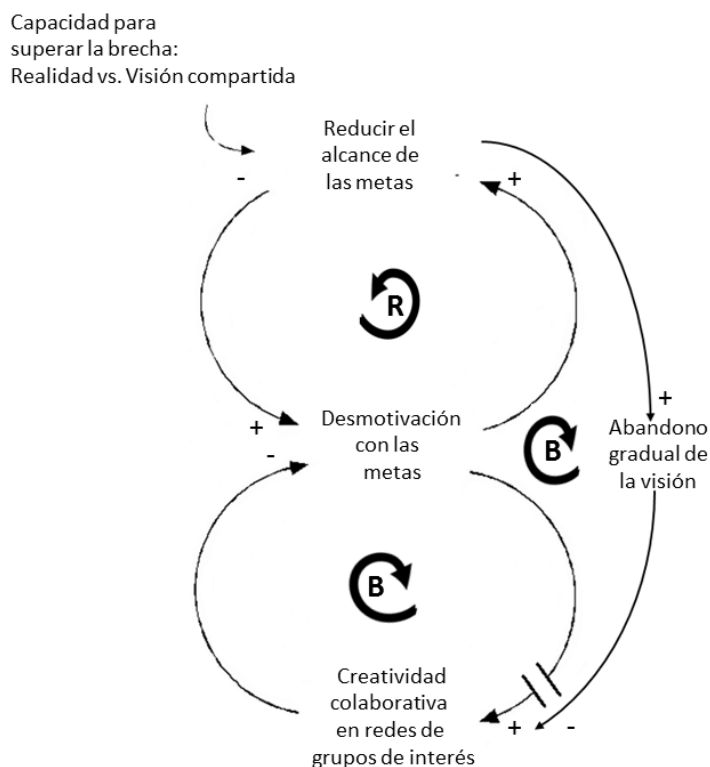 Capacidad para
superar la brecha:
Realidad vs. Visión compartida
Reducir el
alcance de
las metas
-
+
R
+
Desmotivación
con las
metas
+
-
B
Abandono
gradual de
la visión
B
Creatividad
colaborativa
en redes de
grupos de interés
+
-